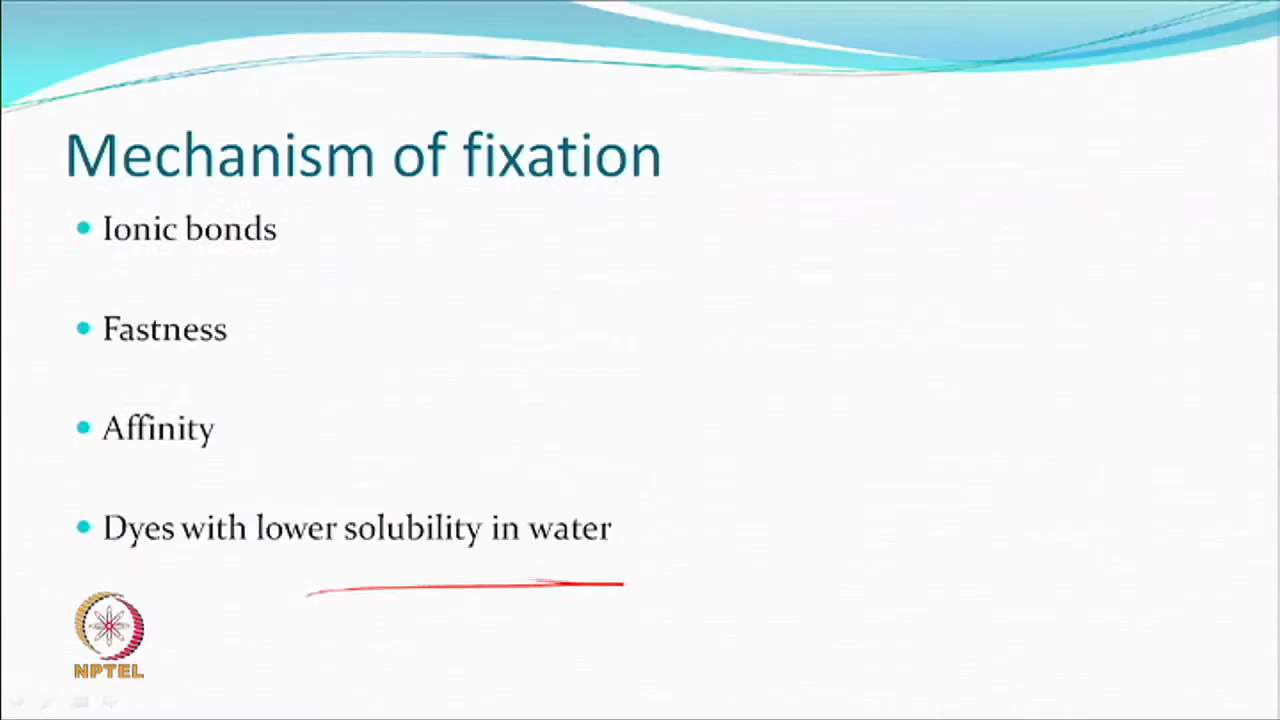 Mechanism of fixation
Ionic bonds
Fastness
Affinity
Dyes with lower solubility in water
NPTEL